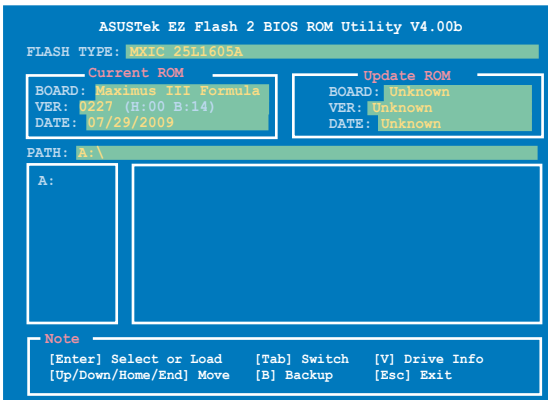 ASUSTek EZ Flash 2 BIOS ROM Utility V4.00b
FLASH TYPE: MXIC 25L1605A
Current ROM
BOARD: Maximus III Formula
VER: 0227 (H:00 B:14)
DATE: 07/29/2009
Update ROM
BOARD: Unknown
VER: Unknown
DATE: Unknown
PATH: A:\
A:
Note
[Enter] Select or Load [Tab] Switch [V] Drive Info
[Up/Down/Home/End] Move [B] Backup [Esc] Exit